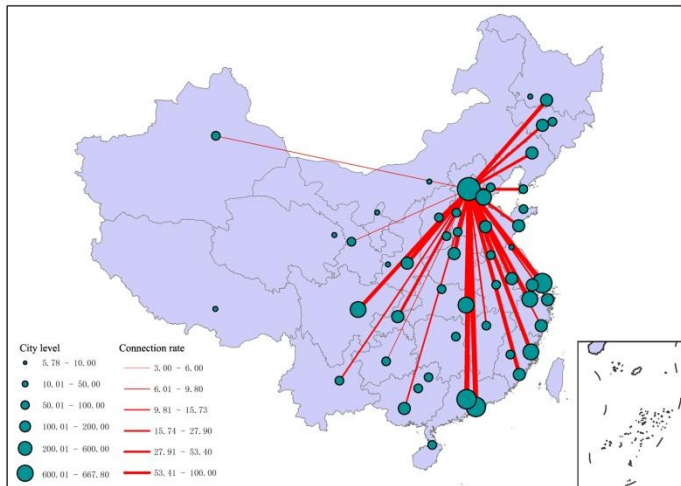 City level
5.78 - 10.00
10.01 - 50.00
50.01 - 100.00
100.01 - 200.00
200.01 - 600.00
600.01 - 667.80
Connection rate
3.00 - 6.00
6.01 - 9.80
9.81 - 15.73
15.74 - 27.90
27.91 - 53.40
53.41 - 100.00